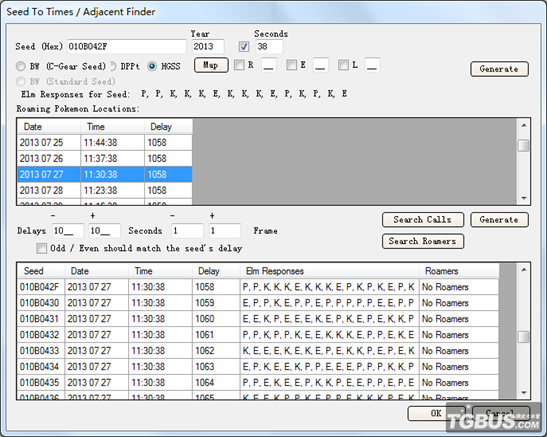 Seed To Times / Adjacent Finder
Year Seconds
Seed (Hex) 010B042F 2013 38
BW (C-Gear Seed) DPPt HGSS Map R __ E __ L __ Generate
BW (Standard Seed)
Elm Responses for Seed: P, P, K, K, K, E, K, K, K, E, P, K, P, K, E
Roaming Pokemon Locations:
Date Time Delay
2013 07 25 11:44:38 1058
2013 07 26 11:37:38 1058
2013 07 27 11:30:38 1058
2013 07 28 11:23:38 1058
- + - +
Delays 10__ 10__ Seconds 1 1 Frame
Search Calls Generate
Odd / Even should match the seed's delay
Search Roamers
Seed Date Time Delay Elm Responses Roamers
010B042F 2013 07 27 11:30:38 1058 P, P, K, K, K, E, K, K, K, E, P, K, P, K, E, P, K No Roamers
010B0430 2013 07 27 11:30:38 1059 No Roamers
010B0431 2013 07 27 11:30:38 1060 No Roamers
010B0432 2013 07 27 11:30:38 1061 No Roamers
010B0433 2013 07 27 11:30:38 1062 No Roamers
010B0434 2013 07 27 11:30:38 1063 No Roamers
010B0435 2013 07 27 11:30:38 1064 No Roamers
010B0436 2013 07 27 11:30:38 1065 No Roamers
OK Cancel
TGBUS.COM